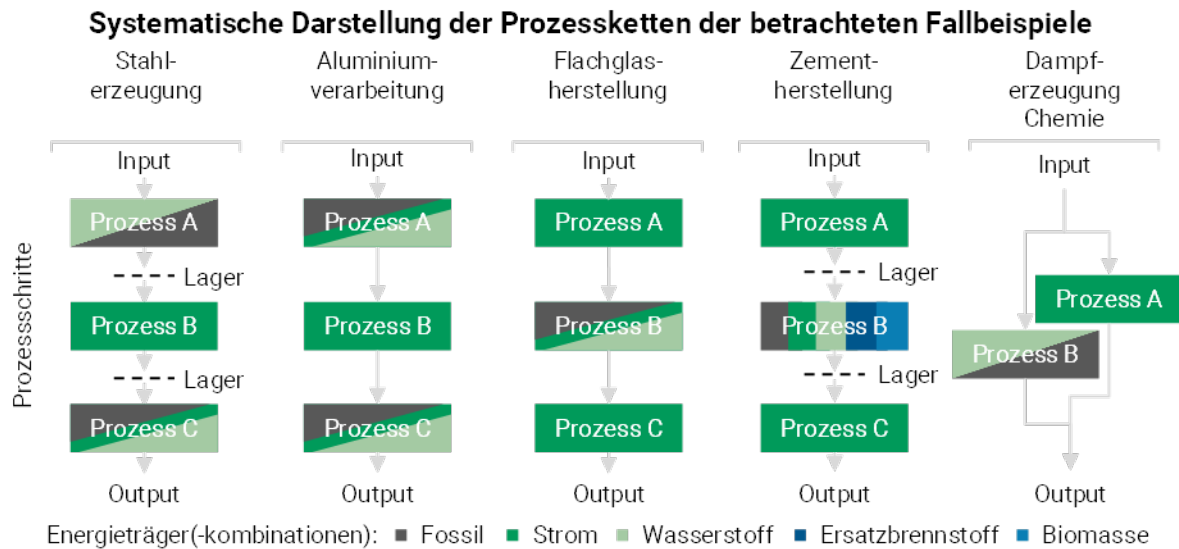 Systematische Darstellung der Prozessketten der betrachteten Fallbeispiele
Stahl-
erzeugung
Aluminium-
verarbeitung
Flachglas-
herstellung
Zement-
herstellung
Dampf-
erzeugung
Chemie
Prozessschritte
Input
Prozess A
Lager
Prozess B
Lager
Prozess C
Output
Input
Prozess A
Prozess B
Prozess C
Output
Input
Prozess A
Prozess B
Prozess C
Output
Input
Prozess A
Lager
Prozess B
Lager
Prozess C
Output
Input
Prozess A
Prozess B
Output
Energieträger(-kombinationen): Fossil Strom Wasserstoff Ersatzbrennstoff Biomasse